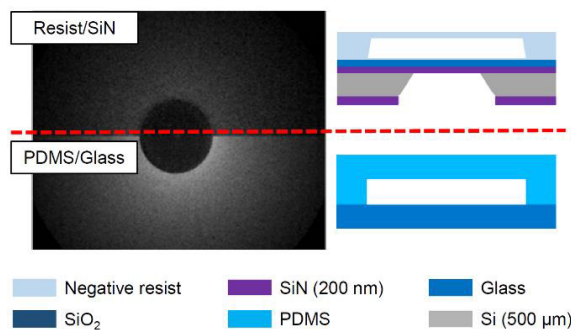 Resist/SiN
PDMS/Glass
Negative resist
SiN (200 nm)
Glass
SiO₂
PDMS
Si (500 μm)